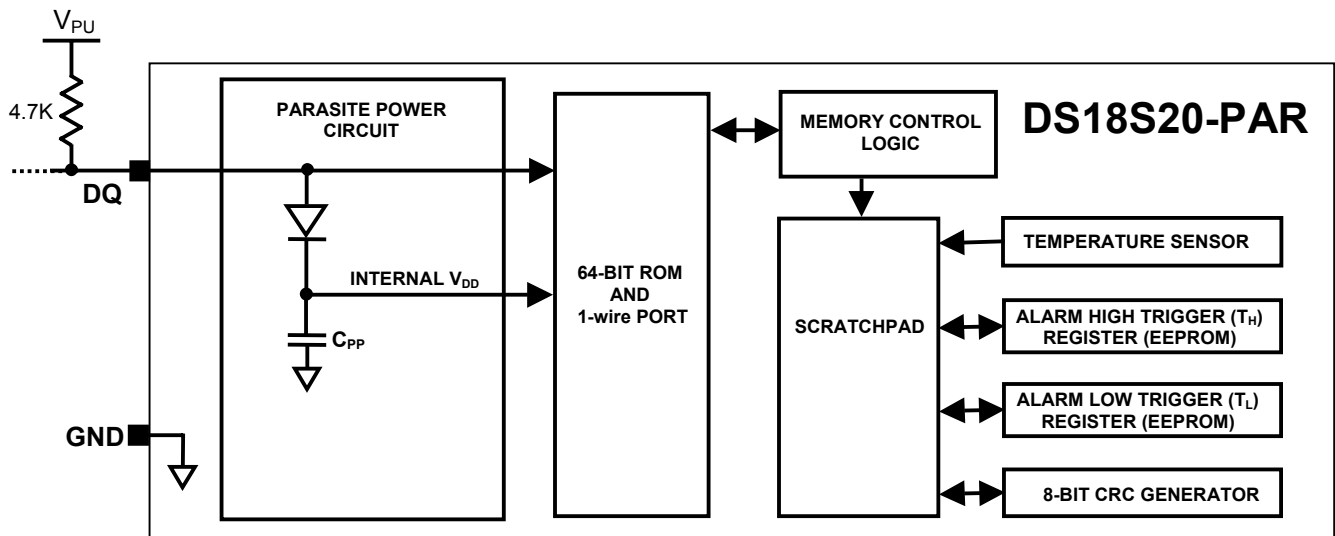 V_PU
4.7K
DQ
GND
PARASITE POWER
CIRCUIT
INTERNAL V_DD
C_PP
64-BIT ROM
AND
1-wire PORT
MEMORY CONTROL
LOGIC
DS18S20-PAR
SCRATCHPAD
TEMPERATURE SENSOR
ALARM HIGH TRIGGER (T_H)
REGISTER (EEPROM)
ALARM LOW TRIGGER (T_L)
REGISTER (EEPROM)
8-BIT CRC GENERATOR